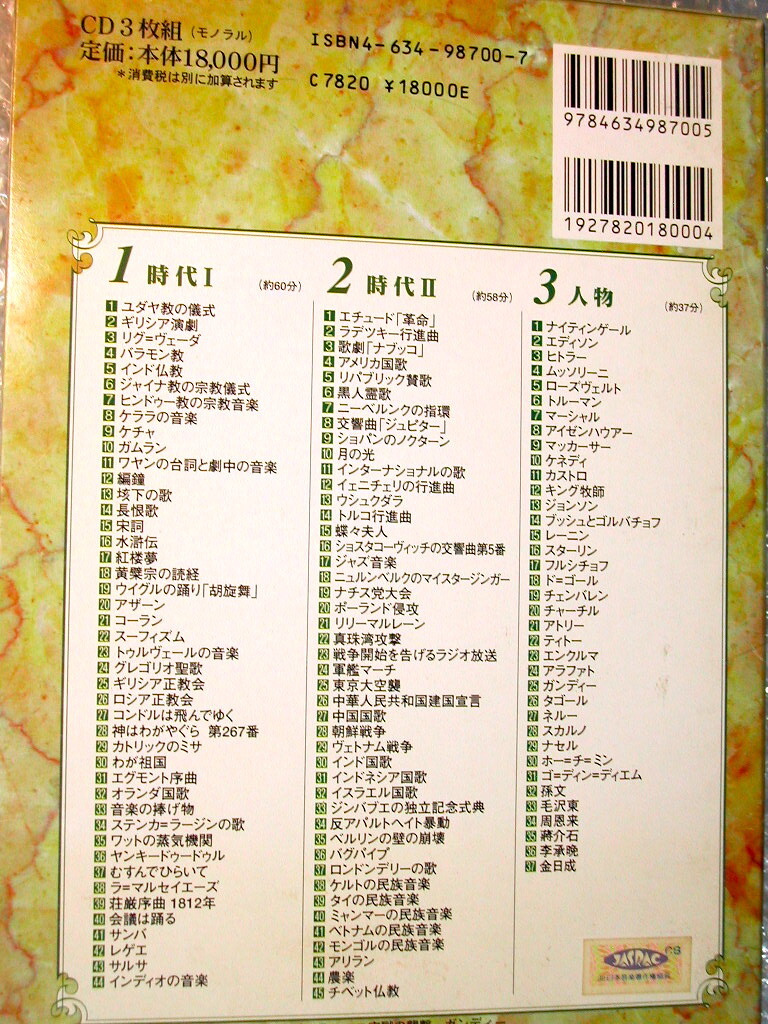 CD3枚組（モノラル）
定価：本体18,000円
＊消費税は別に加算されます
ISBN4-634-98700-7
C7820 ¥18000E
9784634987005
1927820180004
1 時代Ⅰ （約60分）
1 ユダヤ教の儀式
2 ギリシア演劇
3 リグ=ヴェーダ
4 バラモン教
5 インド仏教
6 ジャイナ教の宗教儀式
7 ヒンドゥー教の宗教音楽
8 ケララの音楽
9 ケチャ
10 ガムラン
11 ワヤンの台詞と劇中の音楽
12 編鐘
13 垓下の歌
14 長恨歌
15 宋詞
16 水滸伝
17 紅楼夢
18 黄檗宗の読経
19 ウイグルの踊り「胡旋舞」
20 アザーン
21 コーラン
22 スーフィズム
23 トゥルヴェールの音楽
24 グレゴリオ聖歌
25 ギリシア正教会
26 ロシア正教会
27 コンドルは飛んでゆく
28 神はわがやぐら 第267番
29 カトリックのミサ
30 わが祖国
31 エグモント序曲
32 オランダ国歌
33 音楽の捧げ物
34 ステンカ=ラージンの歌
35 ワットの蒸気機関
36 ヤンキードゥードゥル
37 むすんでひらいて
38 ラ=マルセイエーズ
39 荘厳序曲 1812年
40 会議は踊る
41 サンバ
42 レゲエ
43 サルサ
44 インディオの音楽
2 時代Ⅱ （約58分）
1 エチュード「革命」
2 ラデツキー行進曲
3 歌劇「ナブッコ」
4 アメリカ国歌
5 リパブリック賛歌
6 黒人霊歌
7 ニーベルンクの指環
8 交響曲「ジュピター」
9 ショパンのノクターン
10 月の光
11 インターナショナルの歌
12 イェニチェリの行進曲
13 ウシュクダラ
14 トルコ行進曲
15 蝶々夫人
16 ショスタコーヴィッチの交響曲第5番
17 ジャズ音楽
18 ニュルンベルクのマイスタージンガー
19 ナチス党大会
20 ポーランド侵攻
21 リリーマルレーン
22 真珠湾攻撃
23 戦争開始を告げるラジオ放送
24 軍艦マーチ
25 東京大空襲
26 中華人民共和国建国宣言
27 中国国歌
28 朝鮮戦争
29 ヴェトナム戦争
30 インド国歌
31 インドネシア国歌
32 イスラエル国歌
33 ジンバブエの独立記念式典
34 反アパルトヘイト暴動
35 ベルリンの壁の崩壊
36 バグパイプ
37 ロンドンデリーの歌
38 ケルトの民族音楽
39 タイの民族音楽
40 ミャンマーの民族音楽
41 ベトナムの民族音楽
42 モンゴルの民族音楽
43 アリラン
44 農楽
45 チベット仏教
3 人物 （約37分）
1 ナイティンゲール
2 エディソン
3 ヒトラー
4 ムッソリーニ
5 ローズヴェルト
6 トルーマン
7 マーシャル
8 アイゼンハウアー
9 マッカーサー
10 ケネディ
11 カストロ
12 キング牧師
13 ジョンソン
14 ブッシュとゴルバチョフ
15 レーニン
16 スターリン
17 フルシチョフ
18 ド=ゴール
19 チェンバレン
20 チャーチル
21 アトリー
22 ティトー
23 エンクルマ
24 アラファト
25 ガンディー
26 タゴール
27 ネルー
28 スカルノ
29 ナセル
30 ホー=チ=ミン
31 ゴ=ディン=ディエム
32 孫文
33 毛沢東
34 周恩来
35 蔣介石
36 李承晩
37 金日成
JASRAC